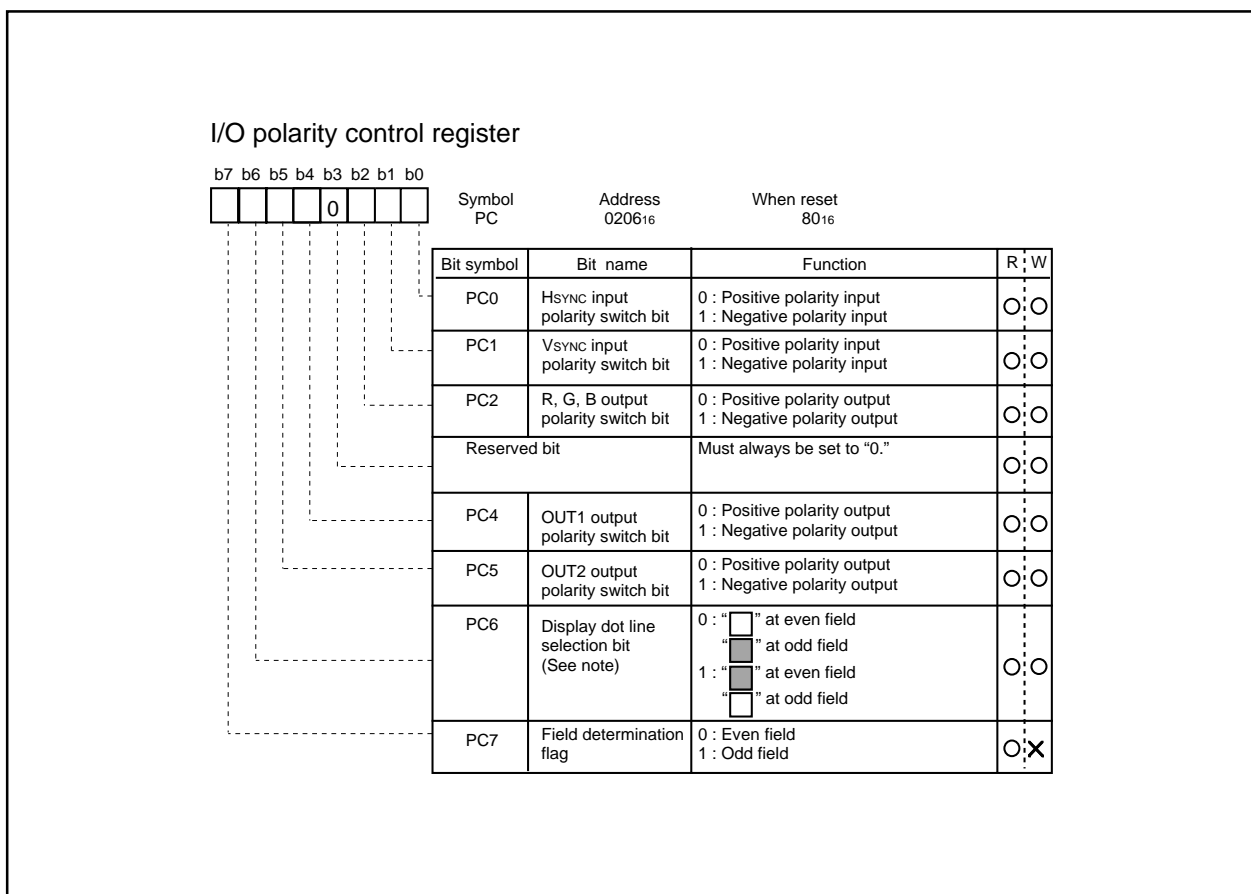 I/O polarity control register
b7 b6 b5 b4 b3 b2 b1 b0
0
Symbol Address When reset
PC 020616 8016
Bit symbol Bit name Function R W
PC0 HSYNC input polarity switch bit 0 : Positive polarity input
1 : Negative polarity input
PC1 VSYNC input polarity switch bit 0 : Positive polarity input
1 : Negative polarity input
PC2 R, G, B output polarity switch bit 0 : Positive polarity output
1 : Negative polarity output
Reserved bit Must always be set to “0.”
PC4 OUT1 output polarity switch bit 0 : Positive polarity output
1 : Negative polarity output
PC5 OUT2 output polarity switch bit 0 : Positive polarity output
1 : Negative polarity output
PC6 Display dot line selection bit (See note) 0 : “ ” at even field
“ ” at odd field
1 : “ ” at even field
“ ” at odd field
PC7 Field determination flag 0 : Even field
1 : Odd field